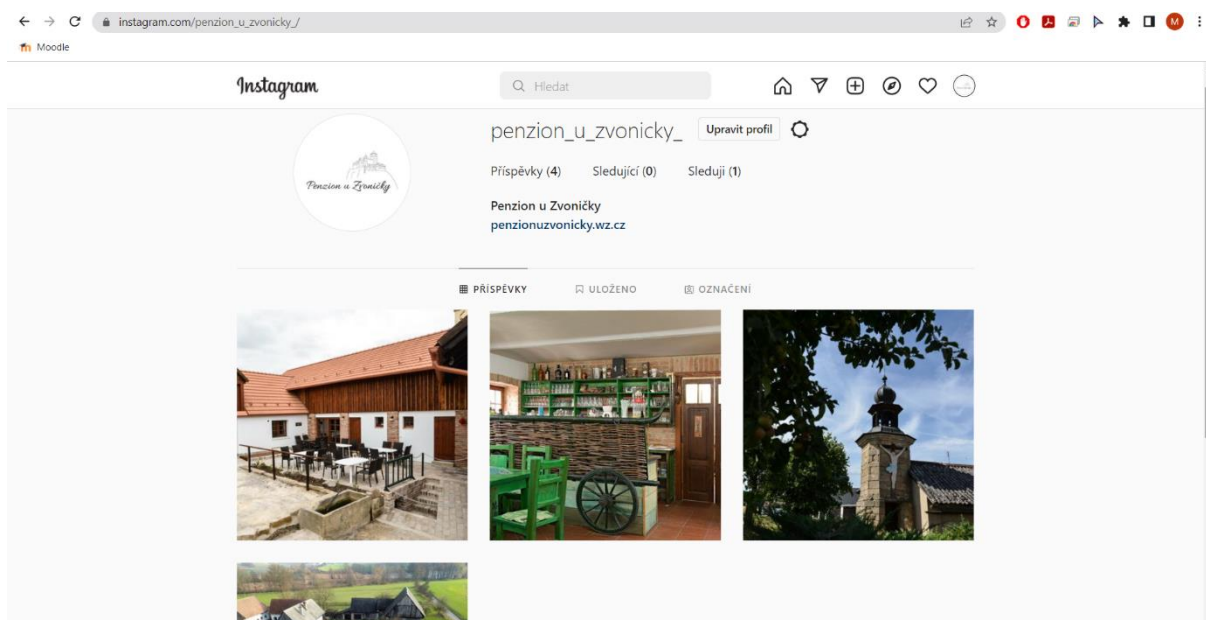 instagram.com/penzion_u_zvonicky_/
M
Moodle
Instagram
Hledat
penzion_u_zvonicky_ Upravit profil
Příspěvky (4) Sledující (0) Sleduji (1)
Penzion u Zvoničky
Penzion u Zvoničky
penzionuzvonicky.wz.cz
PŘÍSPĚVKY ULOŽENO OZNAČENÍ